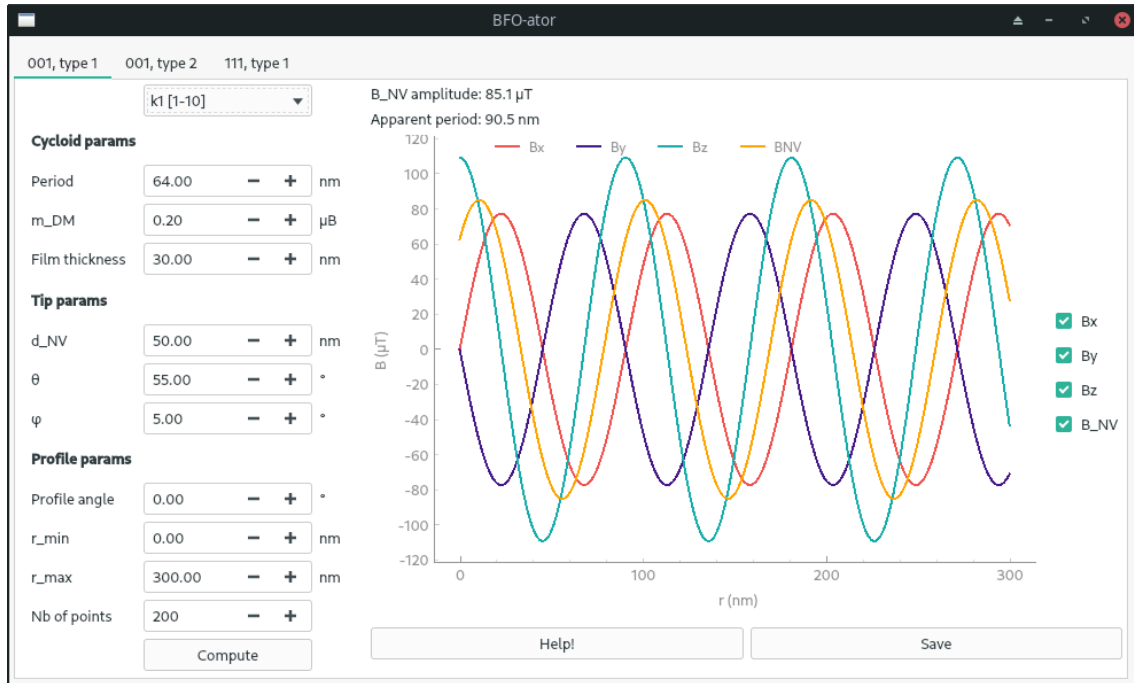 BFO-ator
001, type 1 001, type 2 111, type 1
k1 [1-10]
Cycloid params
Period 64.00 − + nm
m_DM 0.20 − + μB
Film thickness 30.00 − + nm
Tip params
d_NV 50.00 − + nm
θ 55.00 − + °
φ 5.00 − + °
Profile params
Profile angle 0.00 − + °
r_min 0.00 − + nm
r_max 300.00 − + nm
Nb of points 200 − +
Compute
B_NV amplitude: 85.1 μT
Apparent period: 90.5 nm
Bx By Bz BNV
120
100
80
60
40
20
0
-20
-40
-60
-80
-100
-120
B (μT)
0 100 200 300
r (nm)
Bx
By
Bz
B_NV
Help! Save